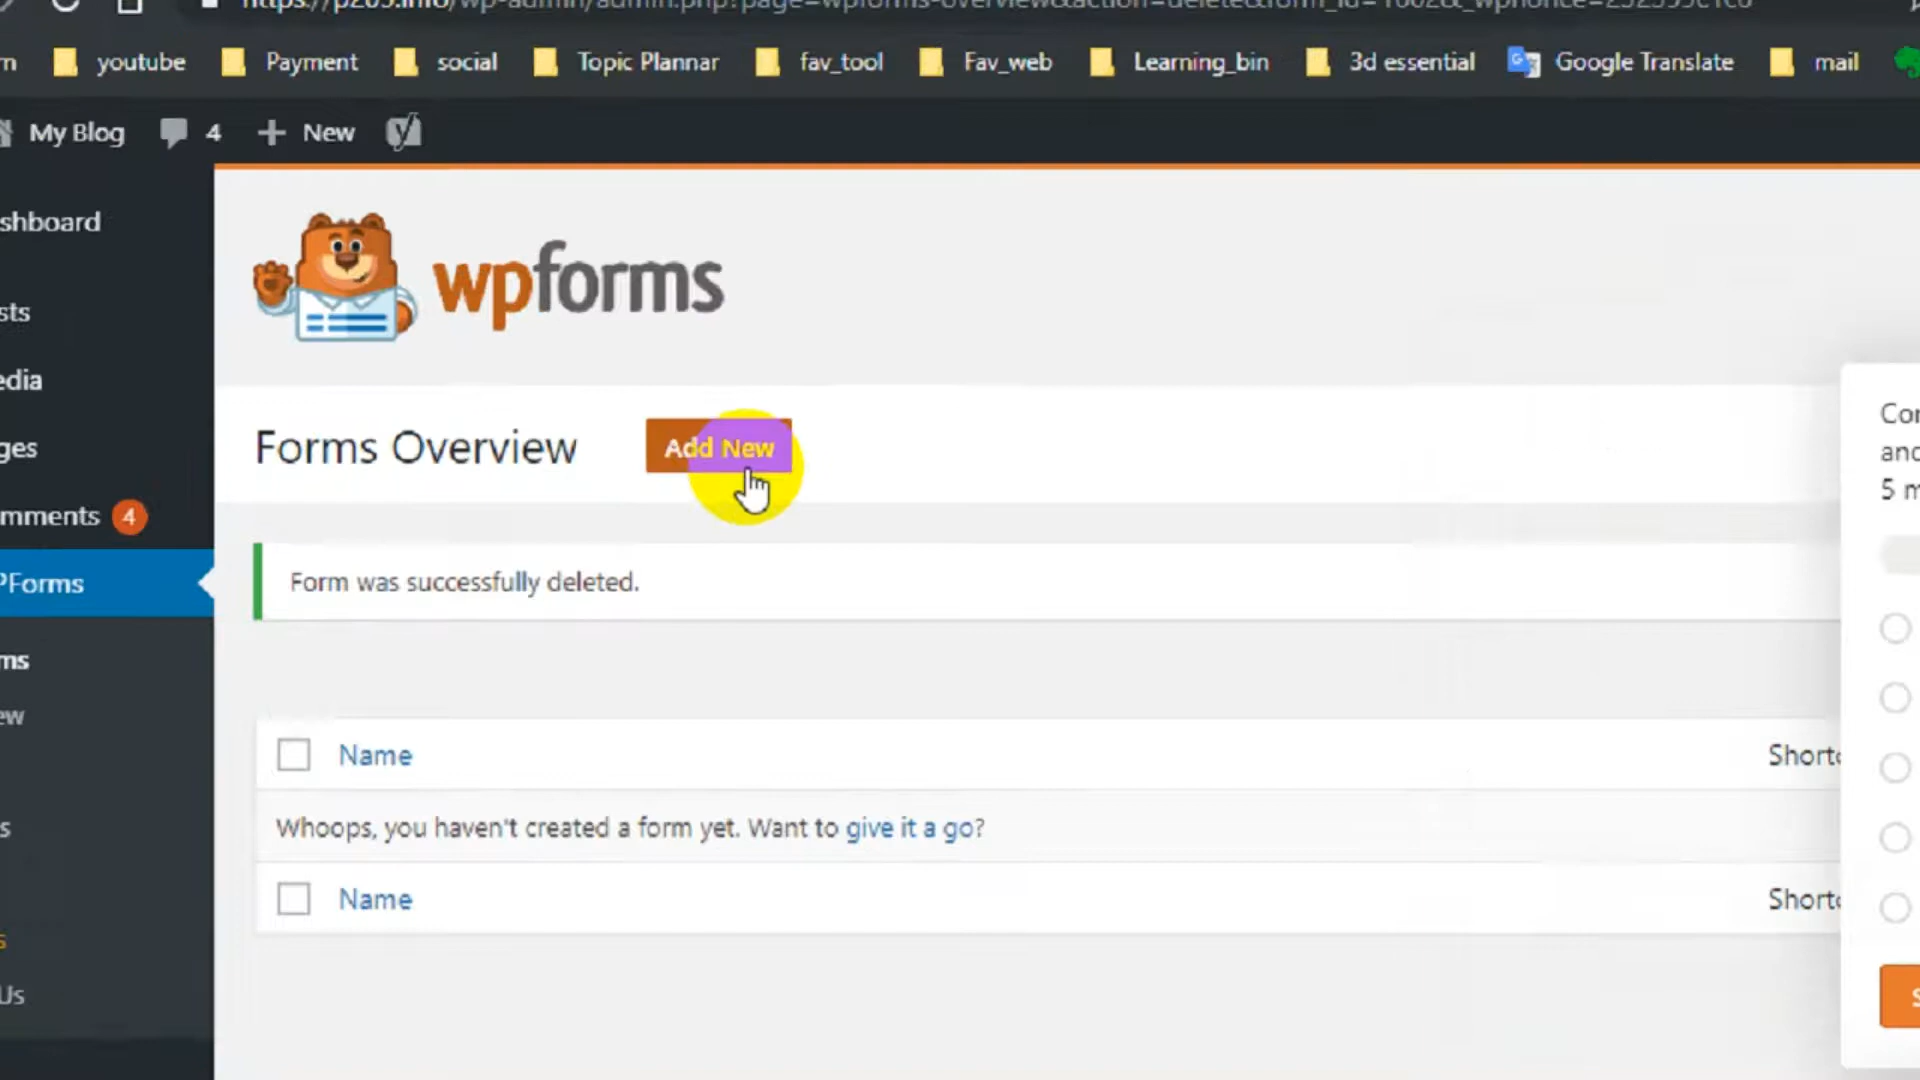 youtube Payment social Topic Plannar fav_tool Fav_web Learning_bin 3d essential Google Translate mail
My Blog 4 + New
shboard
wpforms
sts
edia
ges
Forms Overview Add New
mments 4
PForms
Form was successfully deleted.
ms
ew
Name
Whoops, you haven't created a form yet. Want to give it a go?
Name
Us
and
5 m